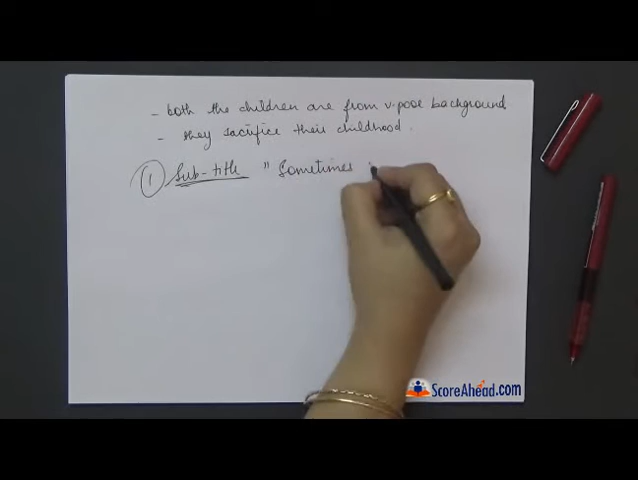 - both the children are from v. poor background
- they sacrifice their childhood.
1 Sub-title " Sometimes
ScoreAhead.com